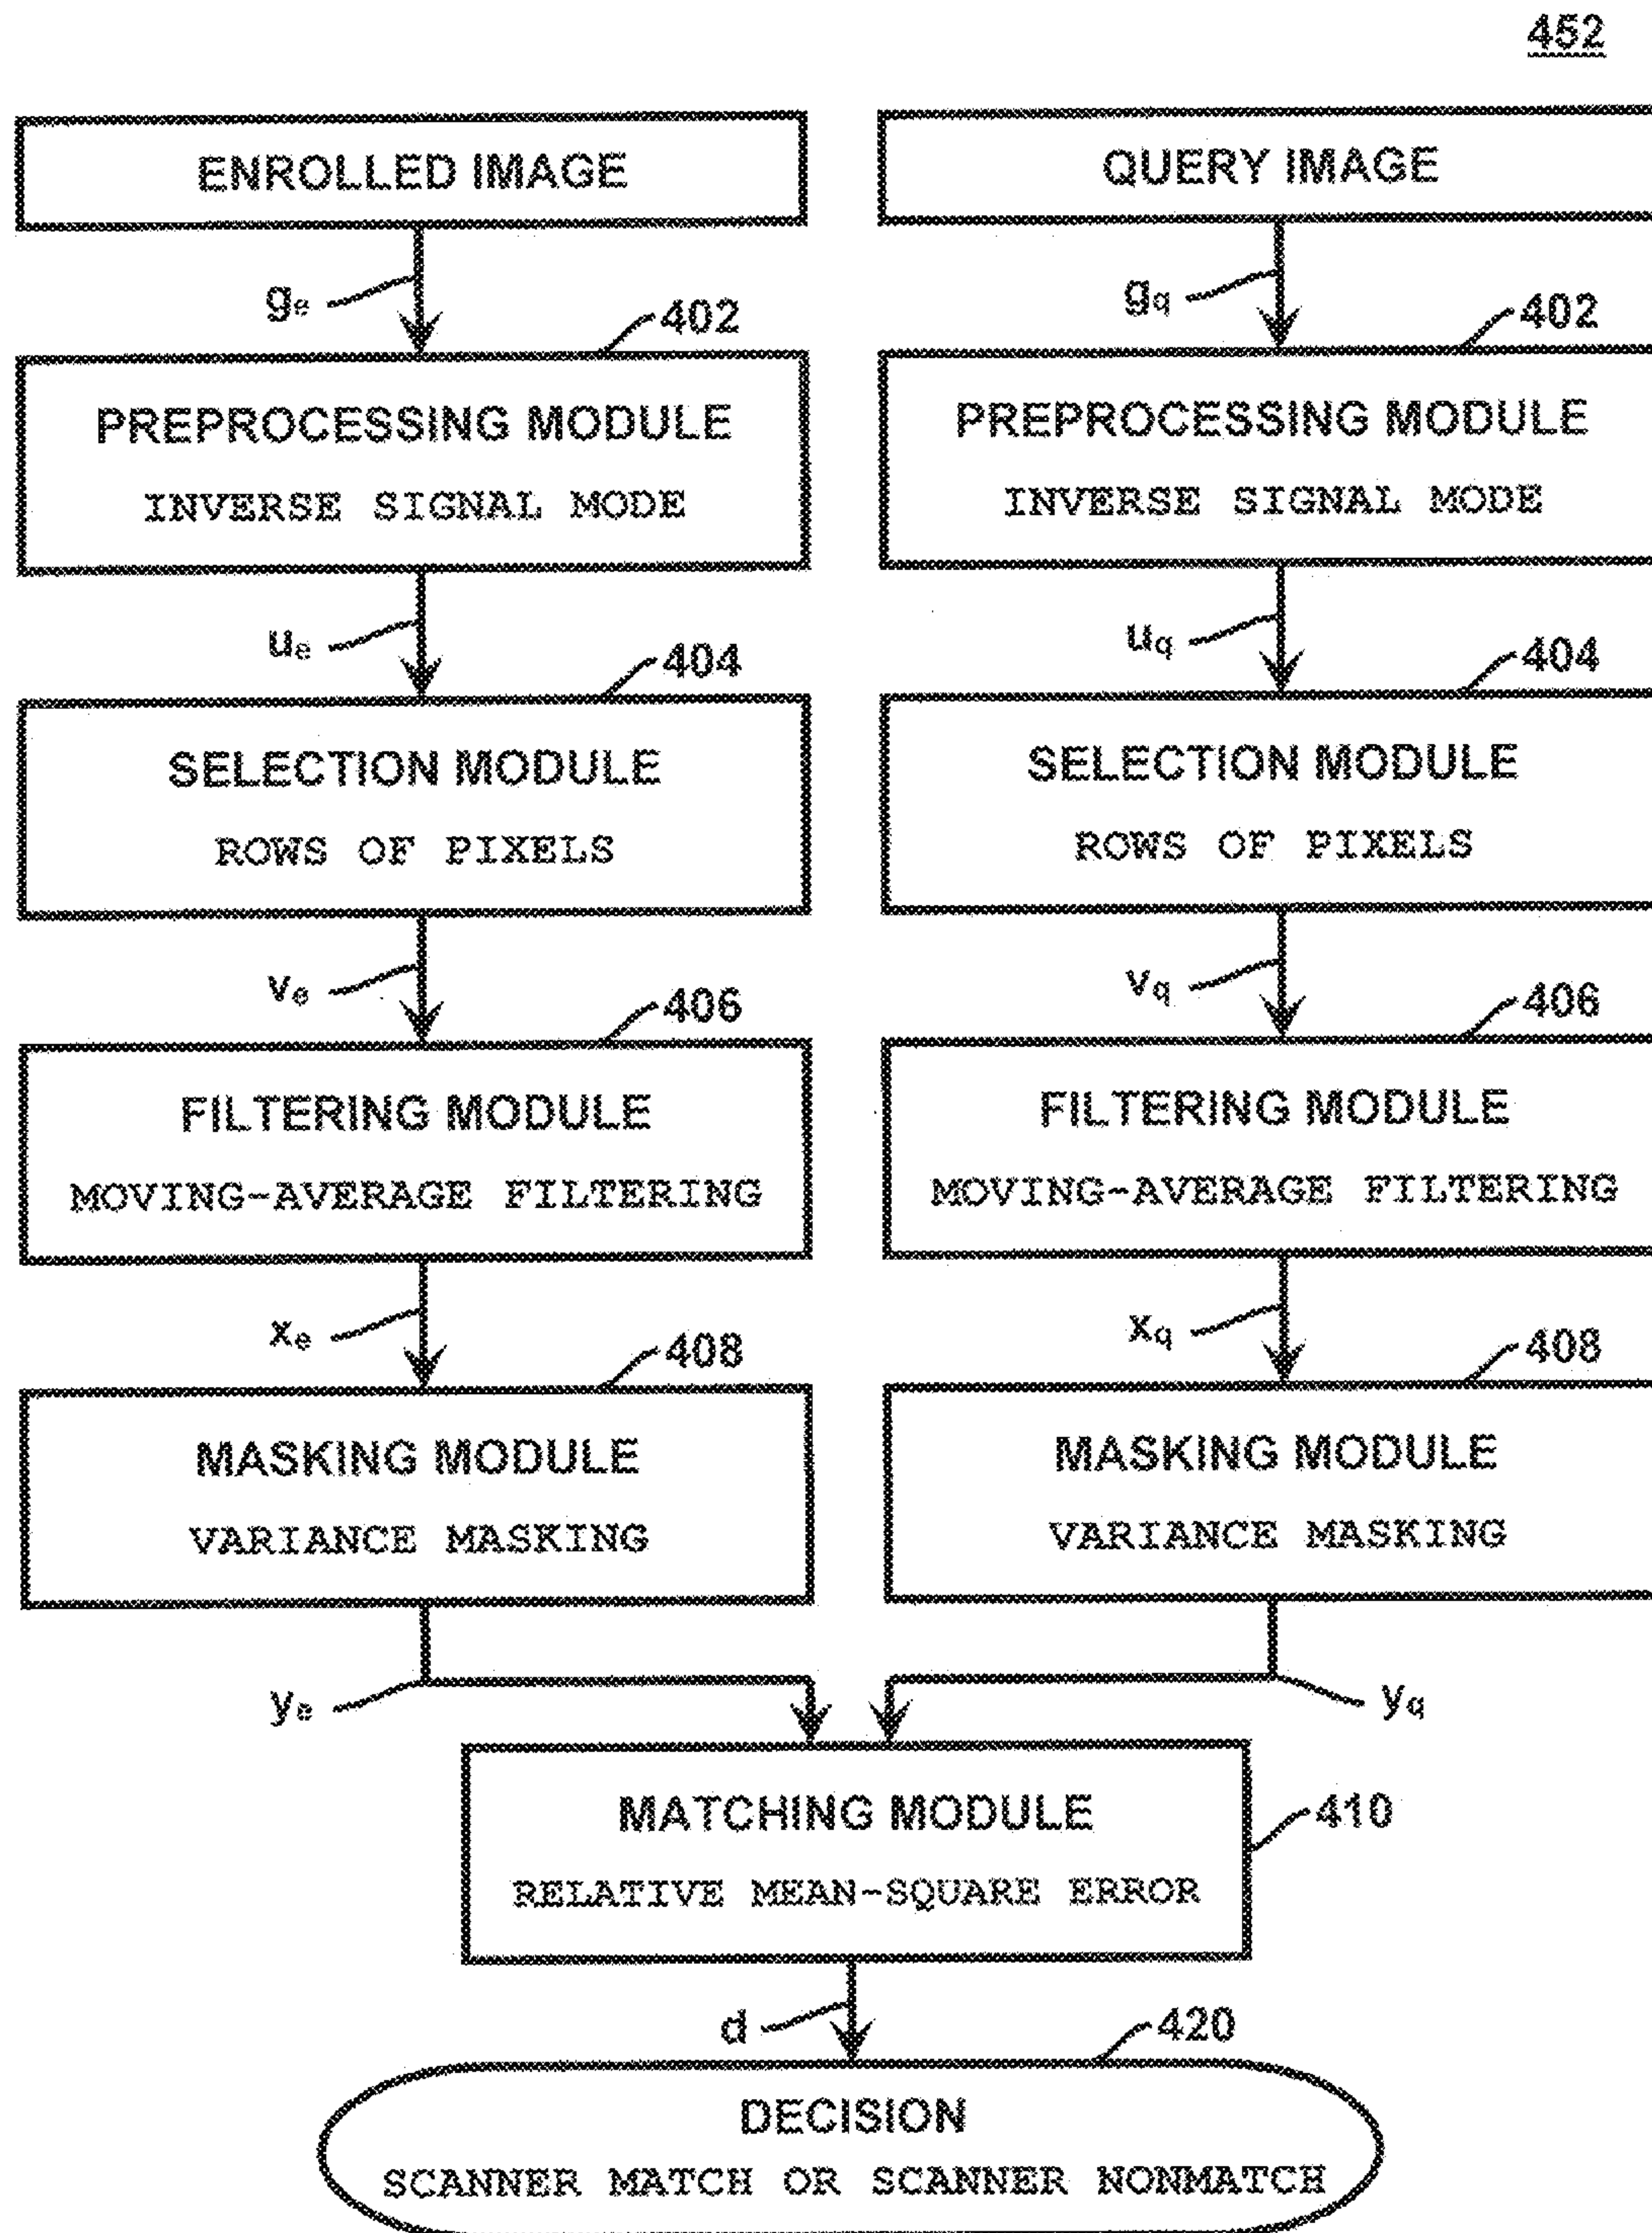 452
ENROLLED IMAGE
QUERY IMAGE
ge
gq
402
402
PREPROCESSING MODULE
INVERSE SIGNAL MODE
PREPROCESSING MODULE
INVERSE SIGNAL MODE
ue
uq
404
404
SELECTION MODULE
ROWS OF PIXELS
SELECTION MODULE
ROWS OF PIXELS
ve
vq
406
406
FILTERING MODULE
MOVING-AVERAGE FILTERING
FILTERING MODULE
MOVING-AVERAGE FILTERING
xe
xq
408
408
MASKING MODULE
VARIANCE MASKING
MASKING MODULE
VARIANCE MASKING
ye
yq
MATCHING MODULE
RELATIVE MEAN-SQUARE ERROR
410
d
420
DECISION
SCANNER MATCH OR SCANNER NONMATCH